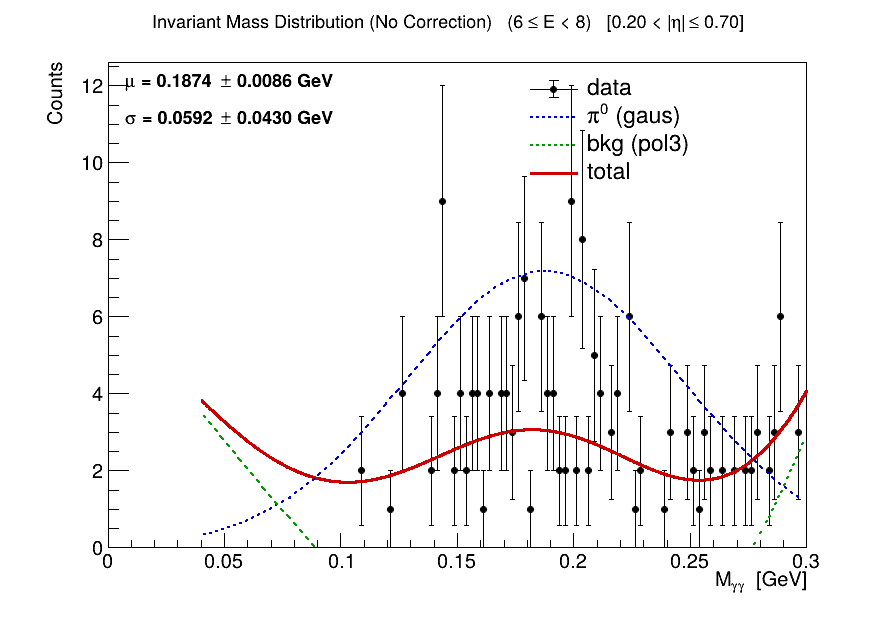 Invariant Mass Distribution (No Correction) (6 ≤ E < 8) [0.20 < |η| ≤ 0.70]
Counts
μ = 0.1874 ± 0.0086 GeV
σ = 0.0592 ± 0.0430 GeV
data
π⁰ (gaus)
bkg (pol3)
total
12
10
8
6
4
2
0
0 0.05 0.1 0.15 0.2 0.25 0.3
Mγγ [GeV]